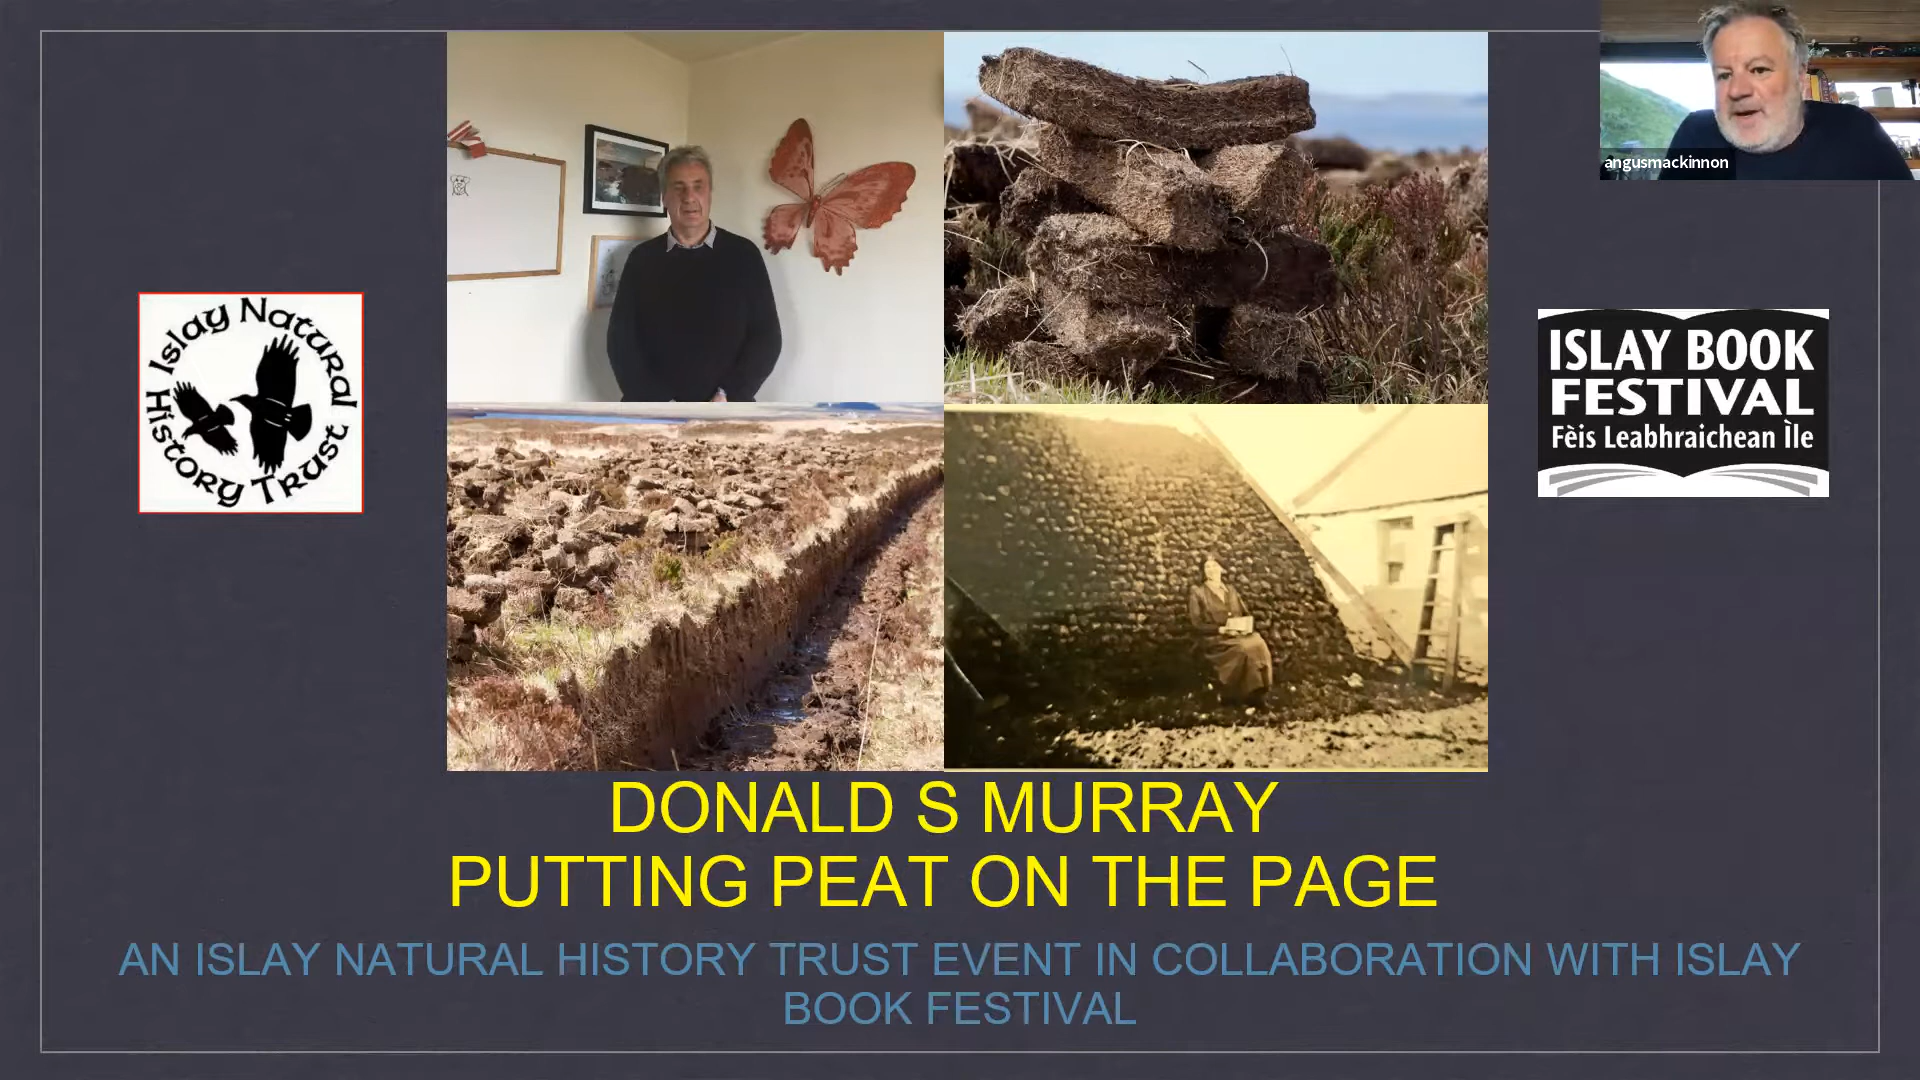 angusmackinnon
Islay Natural History Trust
ISLAY BOOK
FESTIVAL
Fèis Leabhraichean Ìle
DONALD S MURRAY
PUTTING PEAT ON THE PAGE
AN ISLAY NATURAL HISTORY TRUST EVENT IN COLLABORATION WITH ISLAY
BOOK FESTIVAL